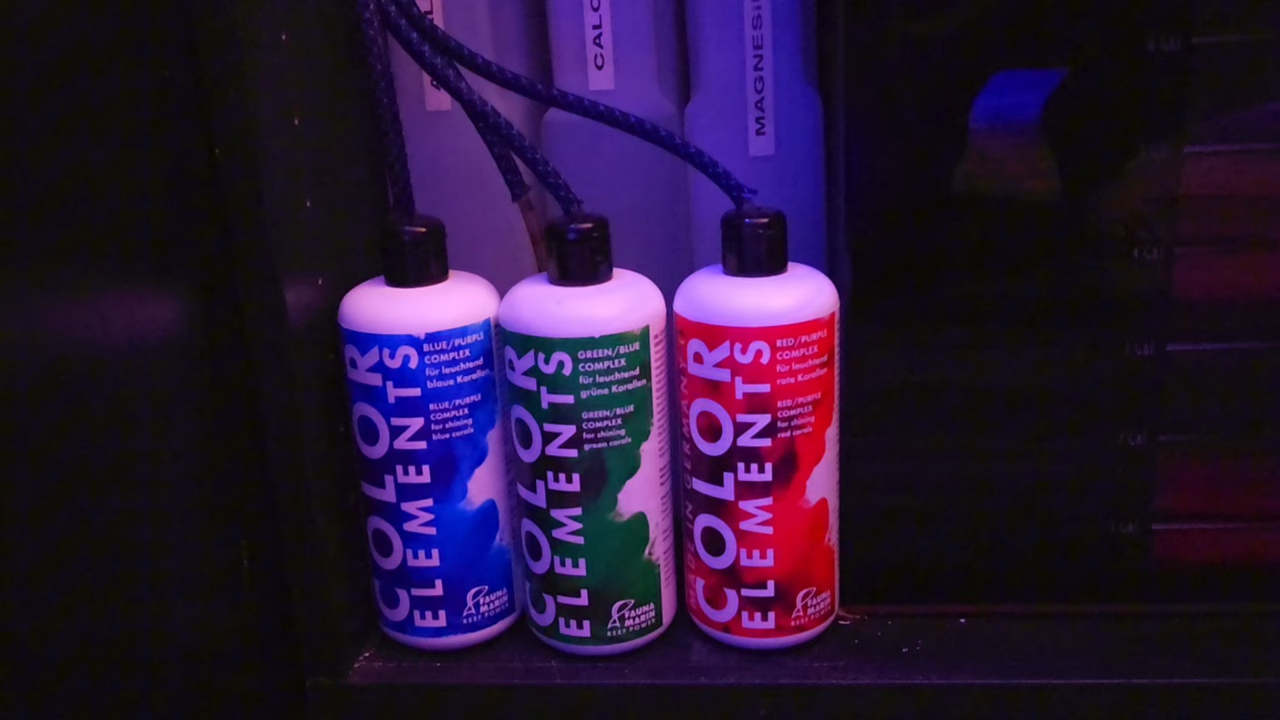 CALC
MAGNESI
COLOR
ELEMENTS
BLUE/PURPLE
COMPLEX
für leuchtend
blaue Korallen
BLUE/PURPLE
COMPLEX
for shining
blue corals
FAUNA
MARIN
REEF POWER
COLOR
ELEMENTS
GREEN/BLUE
COMPLEX
für leuchtend
grüne Korallen
GREEN/BLUE
COMPLEX
for shining
green corals
FAUNA
MARIN
REEF POWER
MADE IN GERMANY
COLOR
ELEMENTS
RED/PURPLE
COMPLEX
für leuchtend
rote Korallen
RED/PURPLE
COMPLEX
for shining
red corals
FAUNA
MARIN
REEF POWER